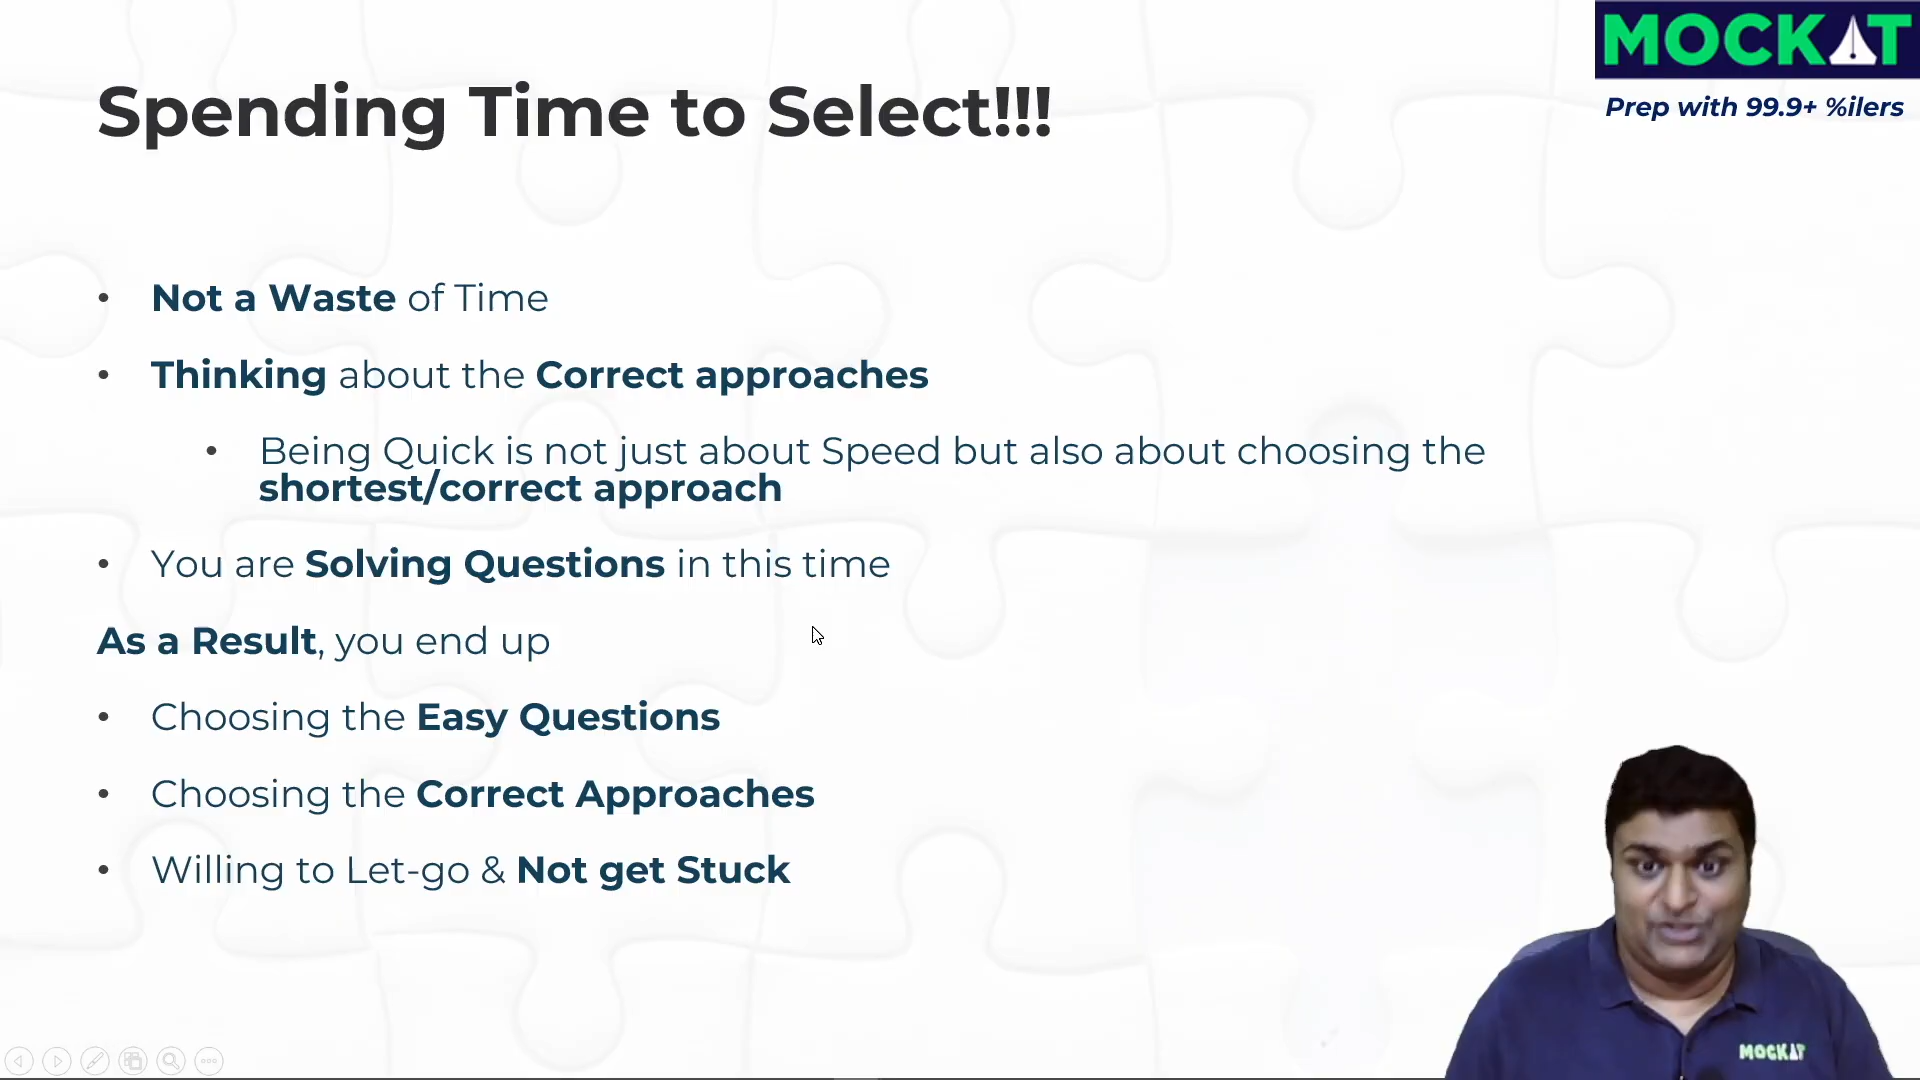 MOCKAT
Prep with 99.9+ %ilers
Spending Time to Select!!!
• Not a Waste of Time
• Thinking about the Correct approaches
• Being Quick is not just about Speed but also about choosing the
shortest/correct approach
• You are Solving Questions in this time
As a Result, you end up
• Choosing the Easy Questions
• Choosing the Correct Approaches
• Willing to Let-go & Not get Stuck
MOCKAT